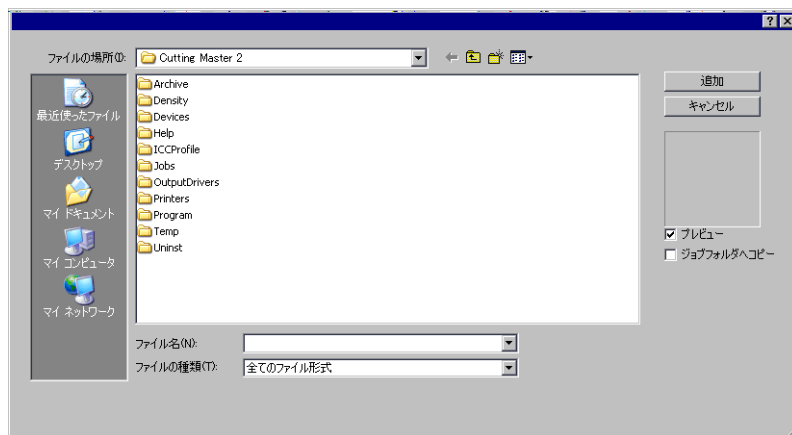 ファイルの場所(I):
Cutting Master 2
最近使ったファイル
デスクトップ
マイ ドキュメント
マイ コンピュータ
マイ ネットワーク
Archive
Density
Devices
Help
ICCProfile
Jobs
OutputDrivers
Printers
Program
Temp
Uninst
追加
キャンセル
プレビュー
ジョブフォルダへコピー
ファイル名(N):
ファイルの種類(T):
全てのファイル形式